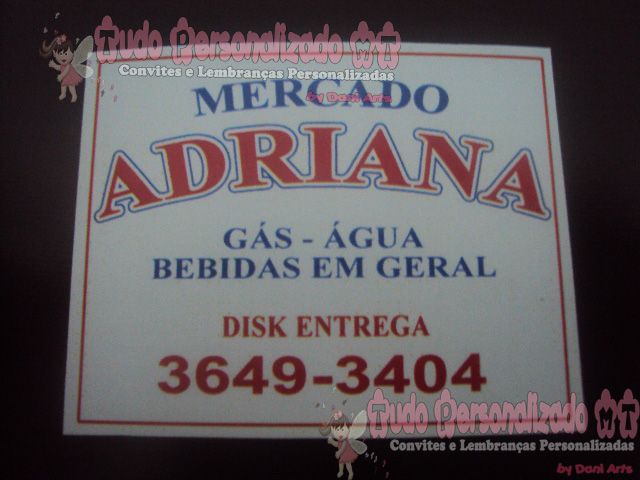 Tudo Personalizado MT
Convites e Lembranças Personalizadas
by Dani Arts
MERCADO
ADRIANA
GÁS - ÁGUA
BEBIDAS EM GERAL
DISK ENTREGA
3649-3404
Tudo Personalizado MT
Convites e Lembranças Personalizadas
by Dani Arts